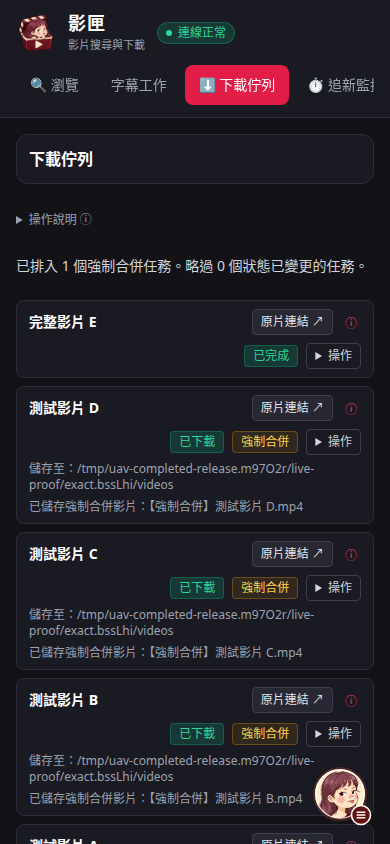 影匣
影片搜尋與下載
連線正常
瀏覽
字幕工作
下載佇列
追新監
下載佇列
操作說明
已排入 1 個強制合併任務。略過 0 個狀態已變更的任務。
完整影片 E
原片連結 ↗
已完成
操作
測試影片 D
原片連結 ↗
已下載
強制合併
操作
儲存至：/tmp/uav-completed-release.m97O2r/live-
proof/exact.bssLhi/videos
已儲存強制合併影片：【強制合併】測試影片 D.mp4
測試影片 C
原片連結 ↗
已下載
強制合併
操作
儲存至：/tmp/uav-completed-release.m97O2r/live-
proof/exact.bssLhi/videos
已儲存強制合併影片：【強制合併】測試影片 C.mp4
測試影片 B
原片連結 ↗
已下載
強制合併
操作
儲存至：/tmp/uav-completed-release.m97O2r/live-
proof/exact.bssLhi/videos
已儲存強制合併影片：【強制合併】測試影片 B.mp4
測試影片 A
原片連結 ↗